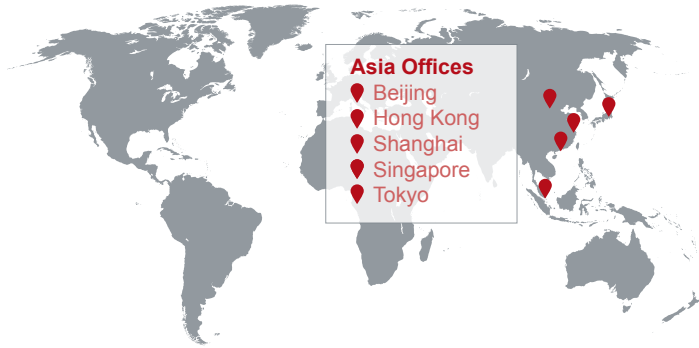 Asia Offices
Beijing
Hong Kong
Shanghai
Singapore
Tokyo